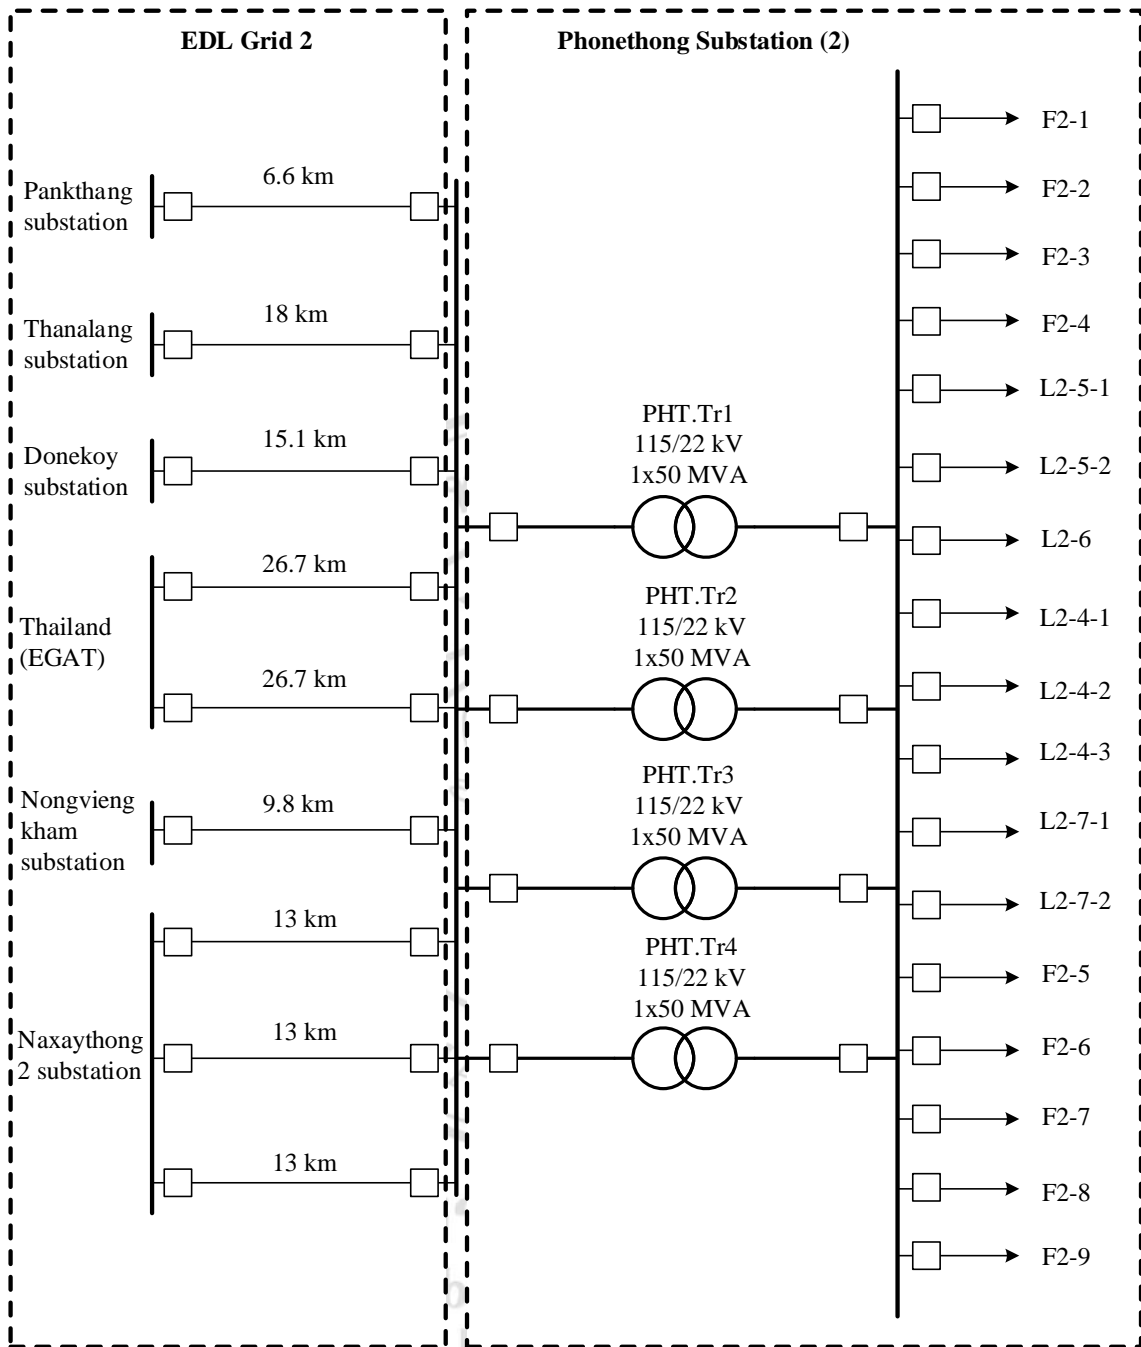 EDL Grid 2
Pankthang
substation
6.6 km
Thanalang
substation
18 km
Donekoy
substation
15.1 km
Thailand
(EGAT)
26.7 km
26.7 km
Nongvieng
kham
substation
9.8 km
Naxaythong
2 substation
13 km
13 km
13 km
Phonethong Substation (2)
PHT.Tr1
115/22 kV
1x50 MVA
PHT.Tr2
115/22 kV
1x50 MVA
PHT.Tr3
115/22 kV
1x50 MVA
PHT.Tr4
115/22 kV
1x50 MVA
F2-1
F2-2
F2-3
F2-4
L2-5-1
L2-5-2
L2-6
L2-4-1
L2-4-2
L2-4-3
L2-7-1
L2-7-2
F2-5
F2-6
F2-7
F2-8
F2-9